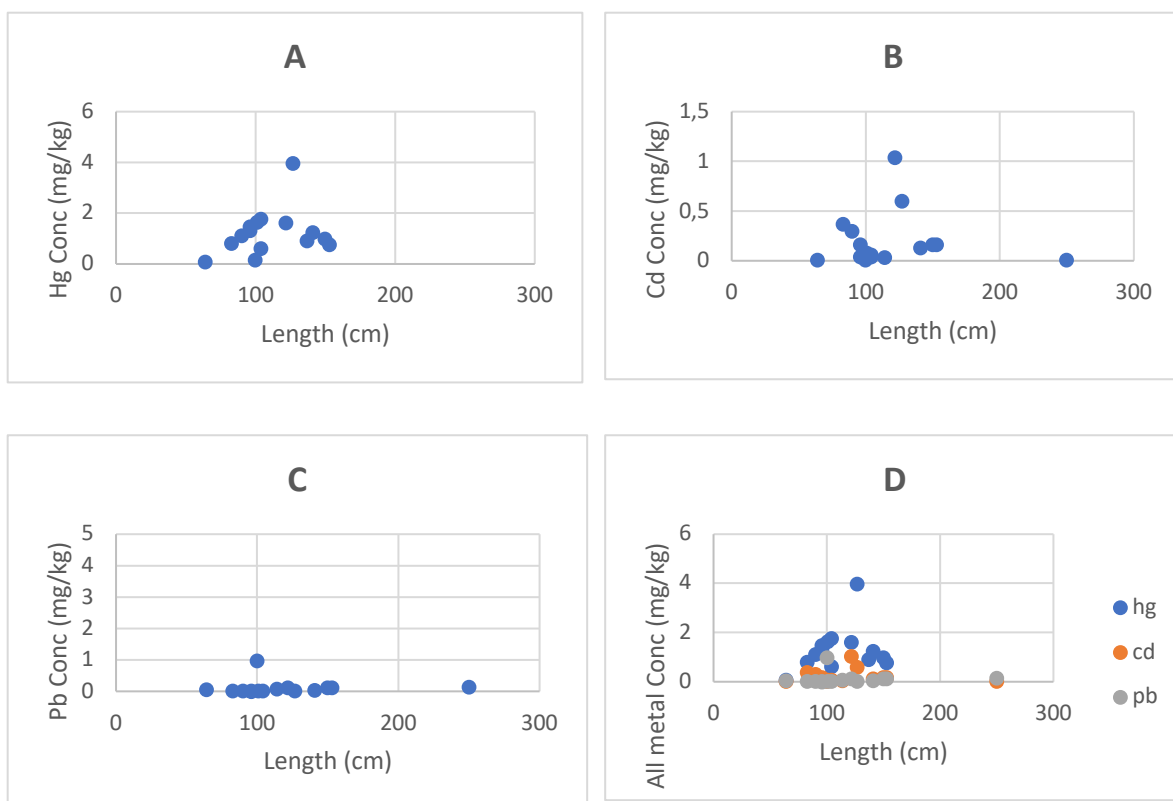 A
Hg Conc (mg/kg)
6
4
2
0
0 100 200 300
Length (cm)
B
Cd Conc (mg/kg)
1,5
1
0,5
0
0 100 200 300
Length (cm)
C
Pb Conc (mg/kg)
5
4
3
2
1
0
0 100 200 300
Length (cm)
D
All metal Conc (mg/kg)
6
4
2
0
0 100 200 300
Length (cm)
hg
cd
pb